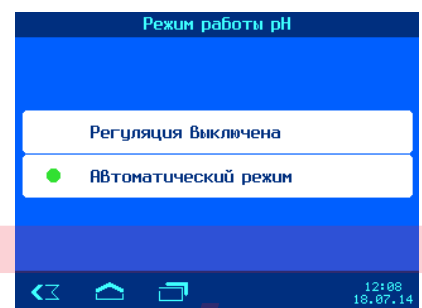 Режим работы pH
Регуляция Выключена
Автоматический режим
12:08
18.07.14